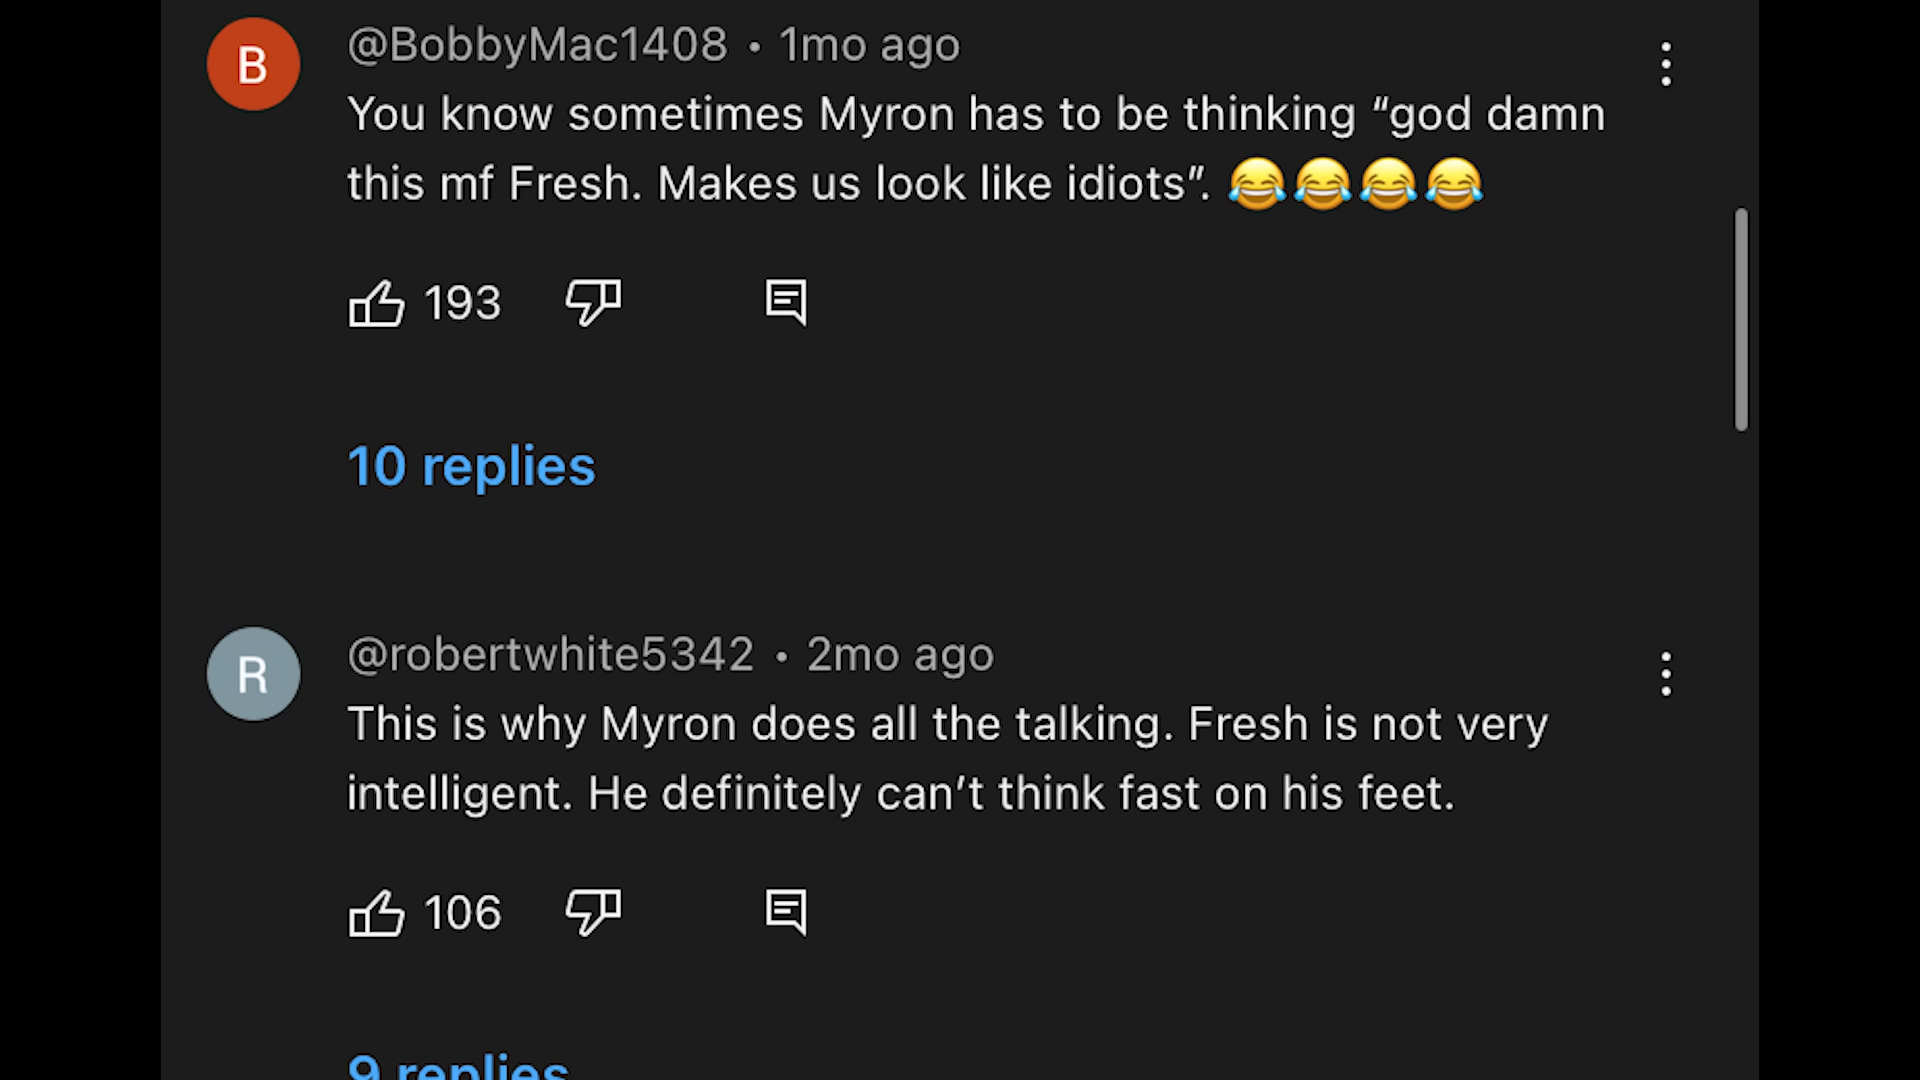 B
@BobbyMac1408 • 1mo ago
You know sometimes Myron has to be thinking “god damn
this mf Fresh. Makes us look like idiots”. 😂😂😂😂
193
10 replies
R
@robertwhite5342 • 2mo ago
This is why Myron does all the talking. Fresh is not very
intelligent. He definitely can’t think fast on his feet.
106
9 replies